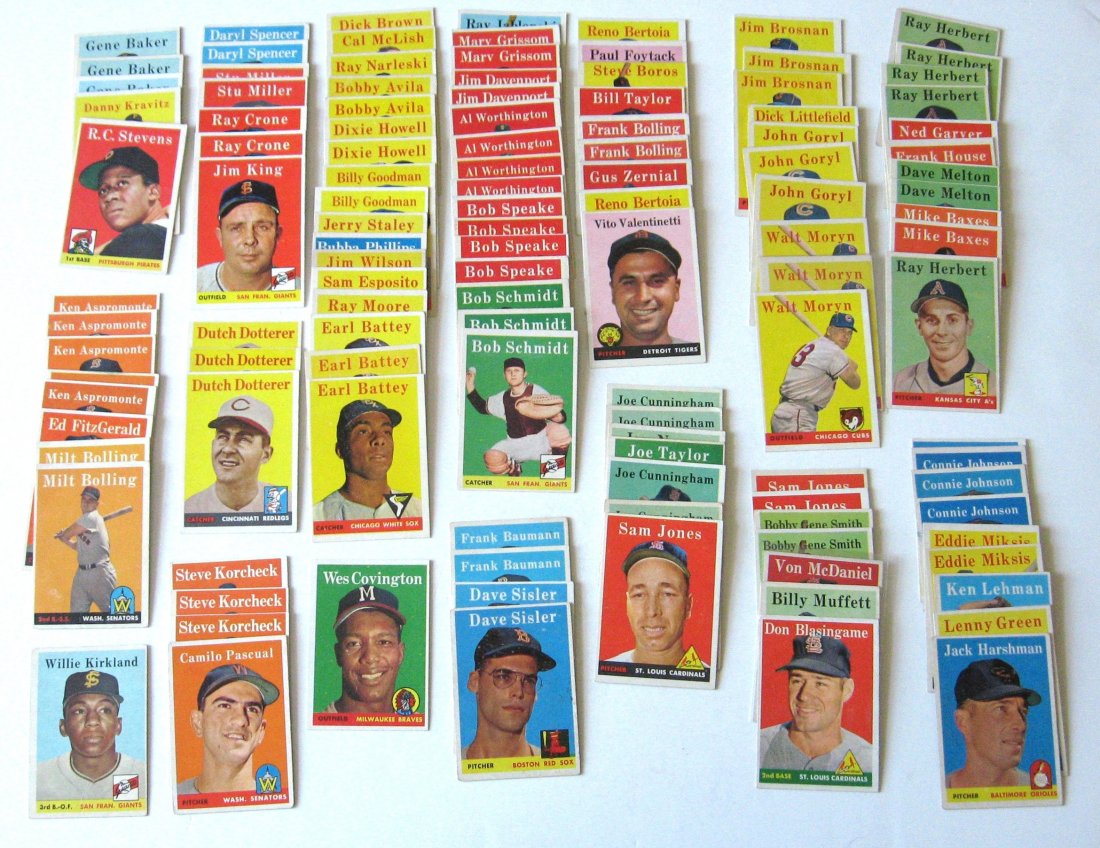 Gene Baker
Gene Baker
Gene Baker
Danny Kravitz
R.C. Stevens
1st BASE PITTSBURGH PIRATES
Daryl Spencer
Daryl Spencer
Stu Miller
Stu Miller
Ray Crone
Ray Crone
Jim King
OUTFIELD SAN FRAN. GIANTS
Dick Brown
Cal McLish
Ray Narleski
Bobby Avila
Bobby Avila
Dixie Howell
Dixie Howell
Billy Goodman
Billy Goodman
Jerry Staley
Bubba Phillips
Jim Wilson
Sam Esposito
Ray Moore
Earl Battey
Earl Battey
Earl Battey
CATCHER CHICAGO WHITE SOX
Ray Jablonski
Marv Grissom
Marv Grissom
Jim Davenport
Jim Davenport
Al Worthington
Al Worthington
Al Worthington
Al Worthington
Bob Speake
Bob Speake
Bob Speake
Bob Speake
Bob Schmidt
Bob Schmidt
Bob Schmidt
CATCHER SAN FRAN. GIANTS
Reno Bertoia
Paul Foytack
Steve Boros
Bill Taylor
Frank Bolling
Frank Bolling
Gus Zernial
Reno Bertoia
Vito Valentinetti
PITCHER DETROIT TIGERS
Jim Brosnan
Jim Brosnan
Jim Brosnan
Dick Littlefield
John Goryl
John Goryl
John Goryl
Walt Moryn
Walt Moryn
Walt Moryn
OUTFIELD CHICAGO CUBS
Ray Herbert
Ray Herbert
Ray Herbert
Ray Herbert
Ned Garver
Frank House
Dave Melton
Dave Melton
Mike Baxes
Mike Baxes
Ray Herbert
PITCHER KANSAS CITY A's
Ken Aspromonte
Ken Aspromonte
Ken Aspromonte
Ken Aspromonte
Ed FitzGerald
Milt Bolling
Milt Bolling
2nd B.-S.S. WASH. SENATORS
Dutch Dotterer
Dutch Dotterer
Dutch Dotterer
CATCHER CINCINNATI REDLEGS
Joe Cunningham
Joe Cunningham
Joe Taylor
Joe Cunningham
Joe Cunningham
Sam Jones
PITCHER ST. LOUIS CARDINALS
Sam Jones
Sam Jones
Bobby Gene Smith
Bobby Gene Smith
Von McDaniel
Billy Muffett
Don Blasingame
2nd BASE ST. LOUIS CARDINALS
Connie Johnson
Connie Johnson
Connie Johnson
Eddie Miksis
Eddie Miksis
Ken Lehman
Lenny Green
Jack Harshman
PITCHER BALTIMORE ORIOLES
Willie Kirkland
3rd B.-O.F. SAN FRAN. GIANTS
Steve Korcheck
Steve Korcheck
Steve Korcheck
Camilo Pascual
PITCHER WASH. SENATORS
Wes Covington
OUTFIELD MILWAUKEE BRAVES
Frank Baumann
Frank Baumann
Dave Sisler
Dave Sisler
PITCHER BOSTON RED SOX